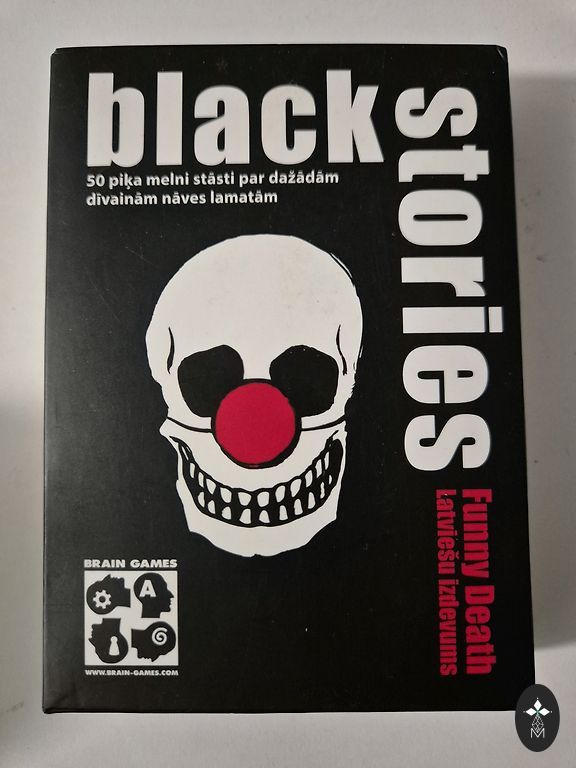 black
stories
50 piķa melni stāsti par dažādām
dīvainām nāves lamatām
Funny Death
Latviešu izdevums
BRAIN GAMES
A
WWW.BRAIN-GAMES.COM
M